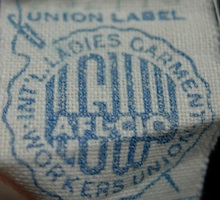 UNION LABEL
INT'L. LADIES GARMENT
ILGWU
AFL-CIO
WORKERS UNION